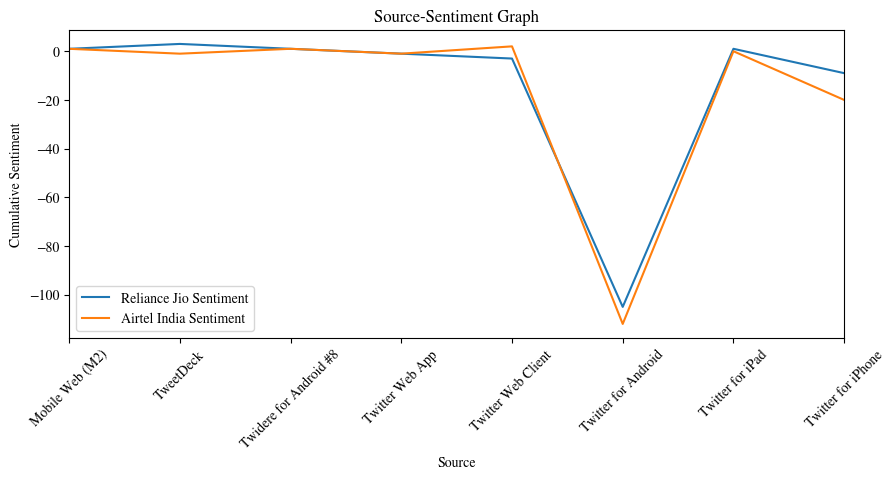 Source-Sentiment Graph
Cumulative Sentiment
0
−20
−40
−60
−80
−100
Reliance Jio Sentiment
Airtel India Sentiment
Mobile Web (M2)
TweetDeck
Twidere for Android #8
Twitter Web App
Twitter Web Client
Twitter for Android
Twitter for iPad
Twitter for iPhone
Source